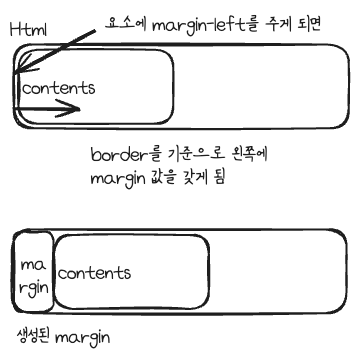 Html
요소에 margin-left를 주게 되면
contents
border를 기준으로 왼쪽에
margin 값을 갖게 됨
ma
rgin
contents
생성된 margin